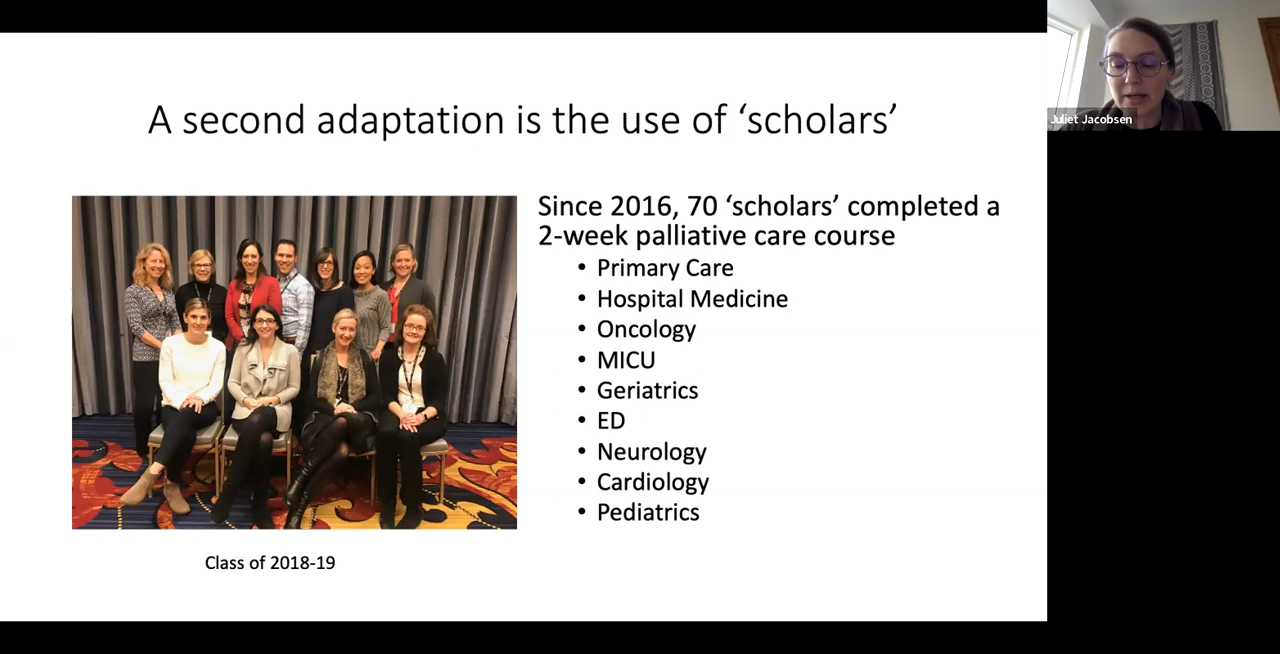 A second adaptation is the use of ‘scholars’
Since 2016, 70 ‘scholars’ completed a
2-week palliative care course
• Primary Care
• Hospital Medicine
• Oncology
• MICU
• Geriatrics
• ED
• Neurology
• Cardiology
• Pediatrics
Class of 2018-19
Juliet Jacobsen